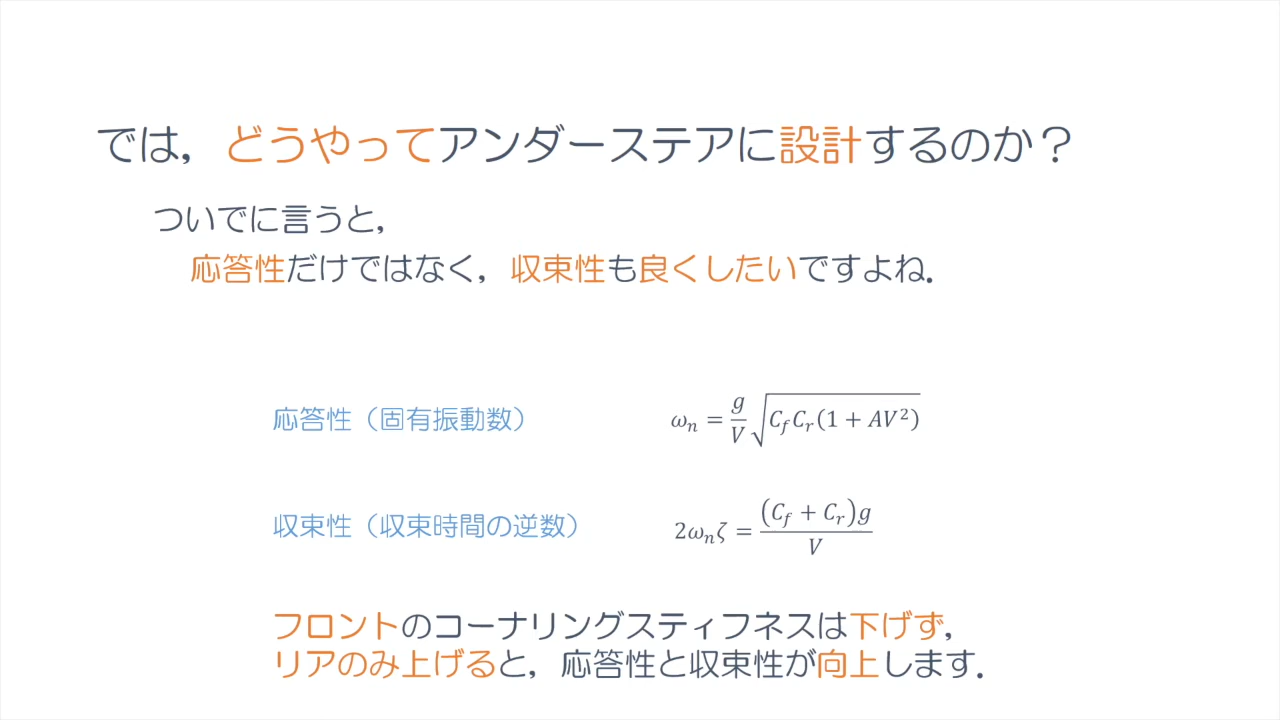 では，どうやってアンダーステアに設計するのか？
ついでに言うと，
応答性だけではなく，収束性も良くしたいですよね．
応答性（固有振動数） ωₙ = g/V √(C_f C_r(1 + AV²))
収束性（収束時間の逆数） 2ωₙζ = (C_f + C_r)g / V
フロントのコーナリングスティフネスは下げず，
リアのみ上げると，応答性と収束性が向上します．